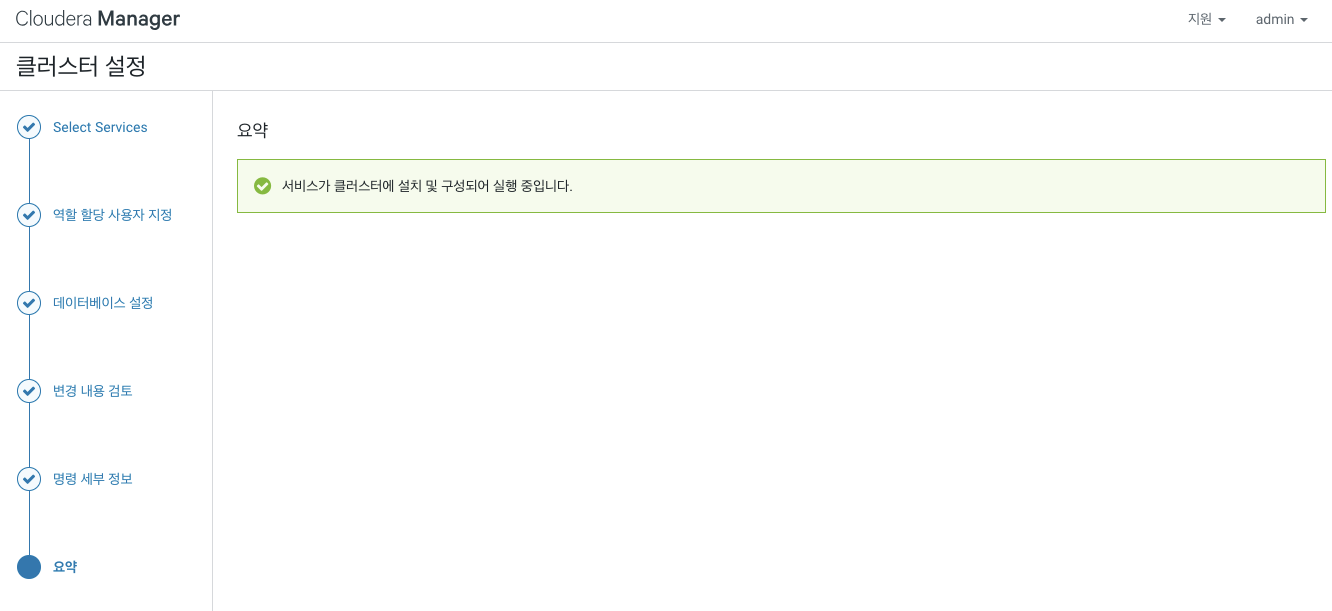 Cloudera Manager
지원
admin
클러스터 설정
Select Services
역할 할당 사용자 지정
데이터베이스 설정
변경 내용 검토
명령 세부 정보
요약
요약
서비스가 클러스터에 설치 및 구성되어 실행 중입니다.